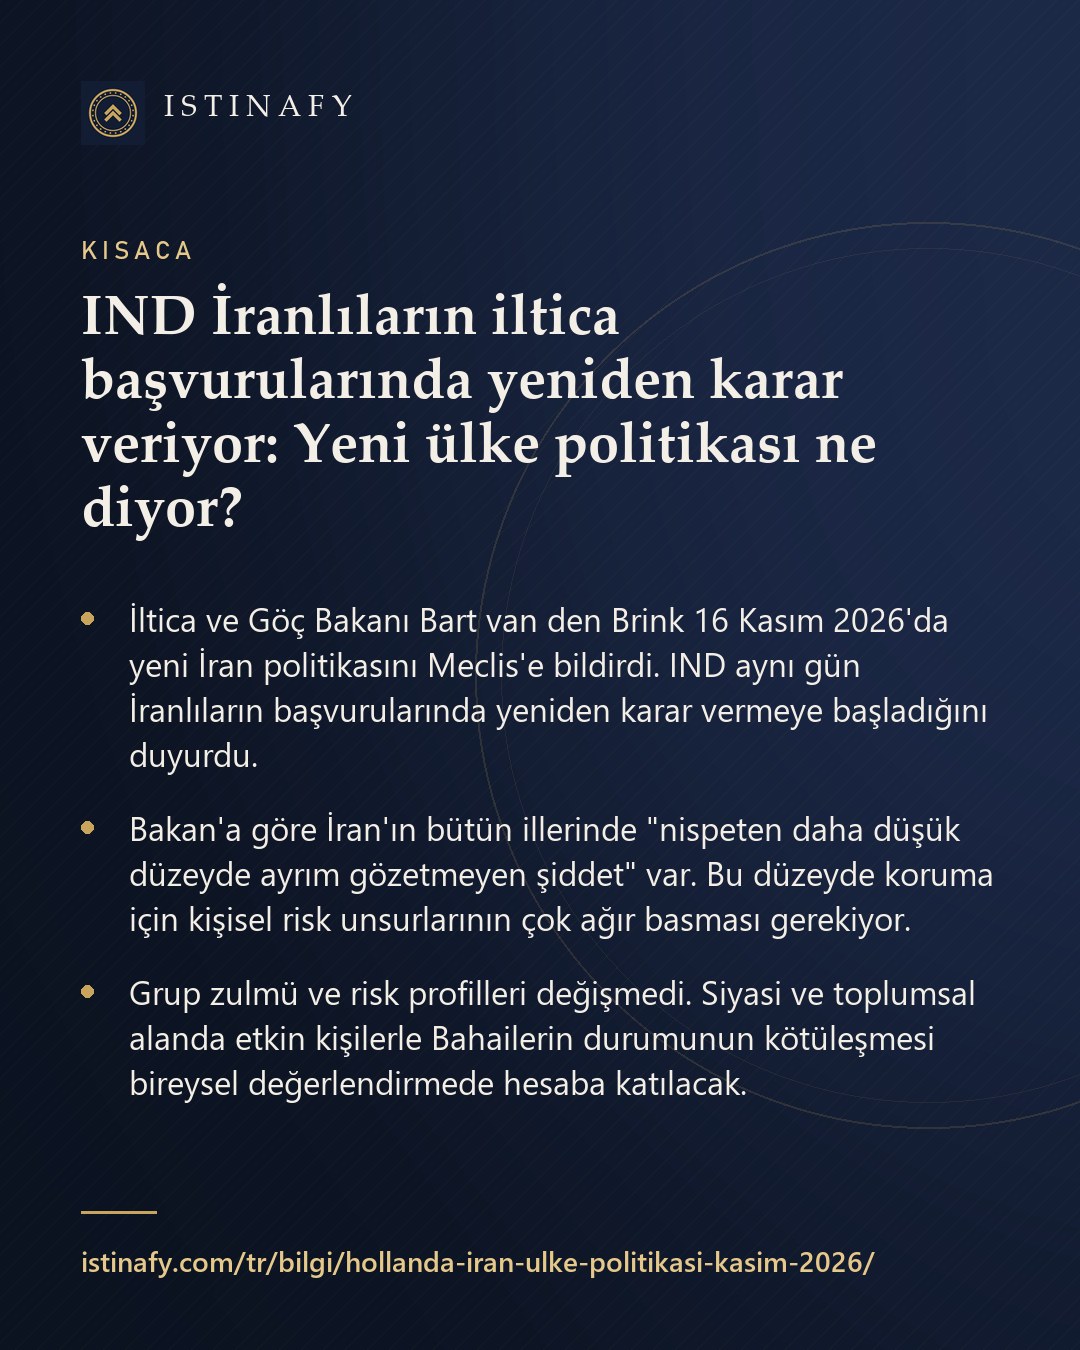 ISTINAFY
KISACA
IND İranlıların iltica
başvurularında yeniden karar
veriyor: Yeni ülke politikası ne
diyor?
İltica ve Göç Bakanı Bart van den Brink 16 Kasım 2026'da
yeni İran politikasını Meclis'e bildirdi. IND aynı gün
İranlıların başvurularında yeniden karar vermeye başladığını
duyurdu.
Bakan'a göre İran'ın bütün illerinde "nispeten daha düşük
düzeyde ayrım gözetmeyen şiddet" var. Bu düzeyde koruma
için kişisel risk unsurlarının çok ağır basması gerekiyor.
Grup zulmü ve risk profilleri değişmedi. Siyasi ve toplumsal
alanda etkin kişilerle Bahailerin durumunun kötüleşmesi
bireysel değerlendirmede hesaba katılacak.
istinafy.com/tr/bilgi/hollanda-iran-ulke-politikasi-kasim-2026/